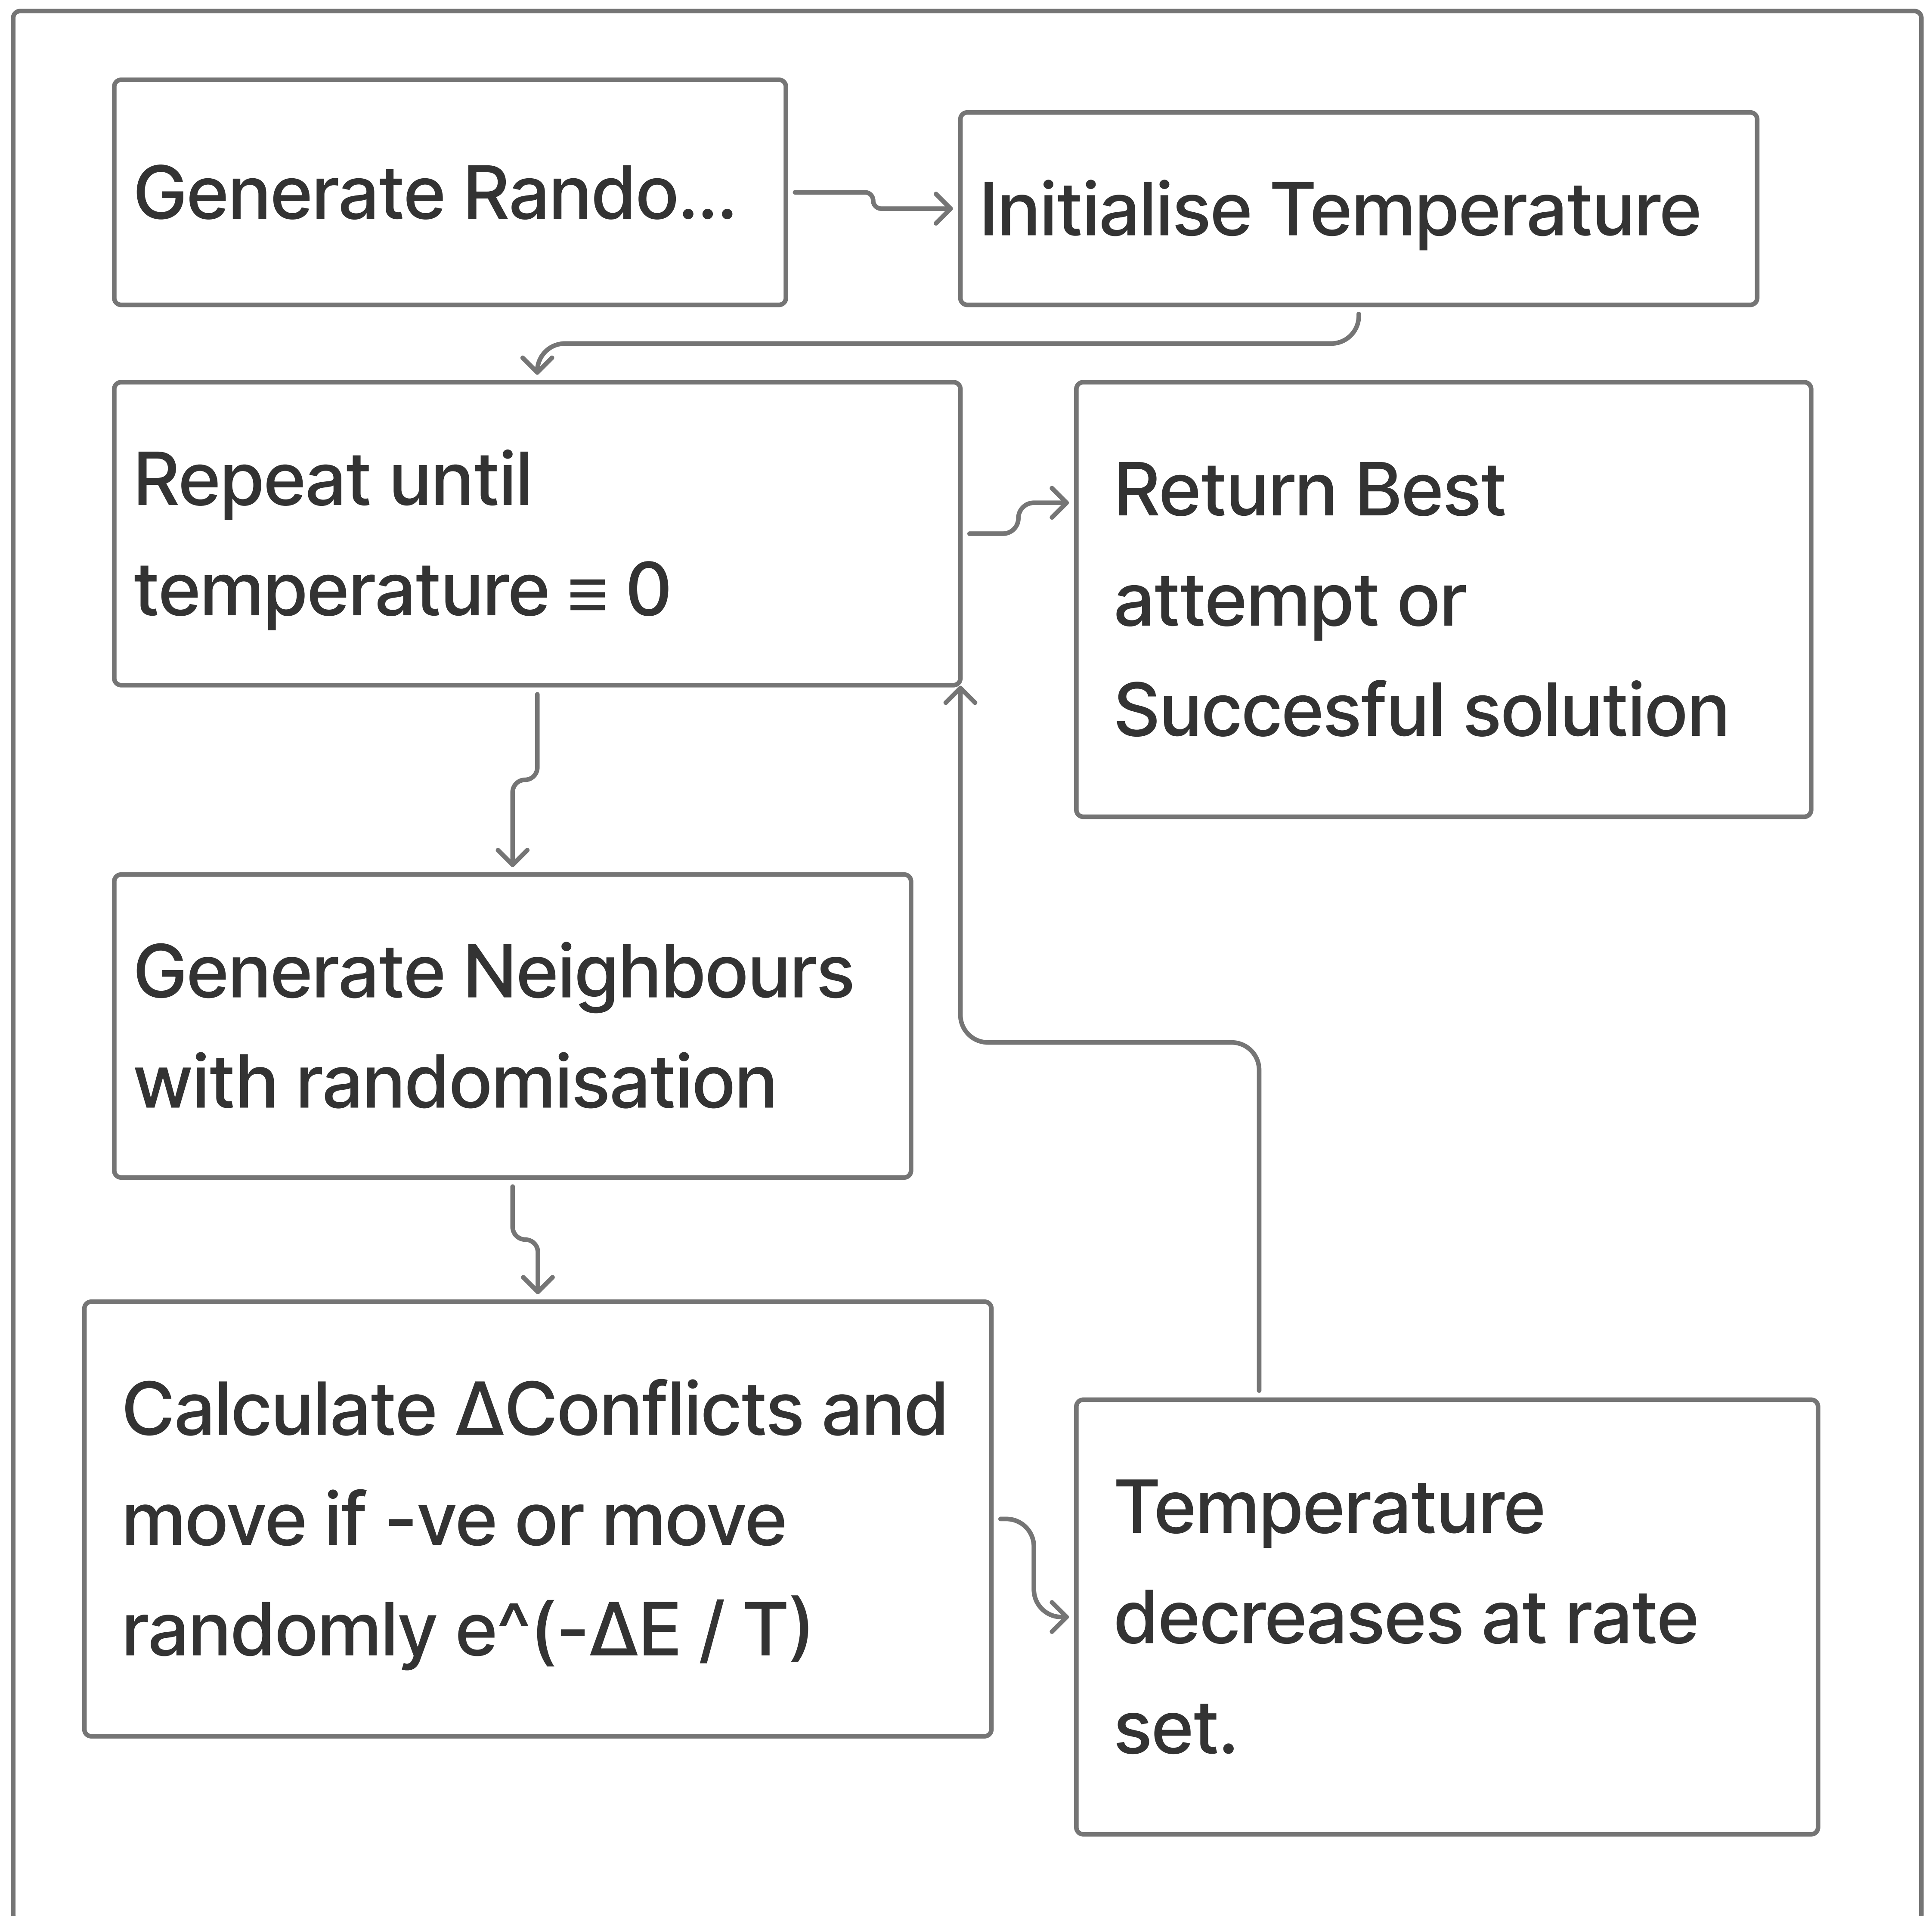 Generate Rando...
Initialise Temperature
Repeat until
temperature ≡ 0
Return Best
attempt or
Succesful solution
Generate Neighbours
with randomisation
Calculate ΔConflicts and
move if -ve or move
randomly e^(-ΔE / T)
Temperature
decreases at rate
set.